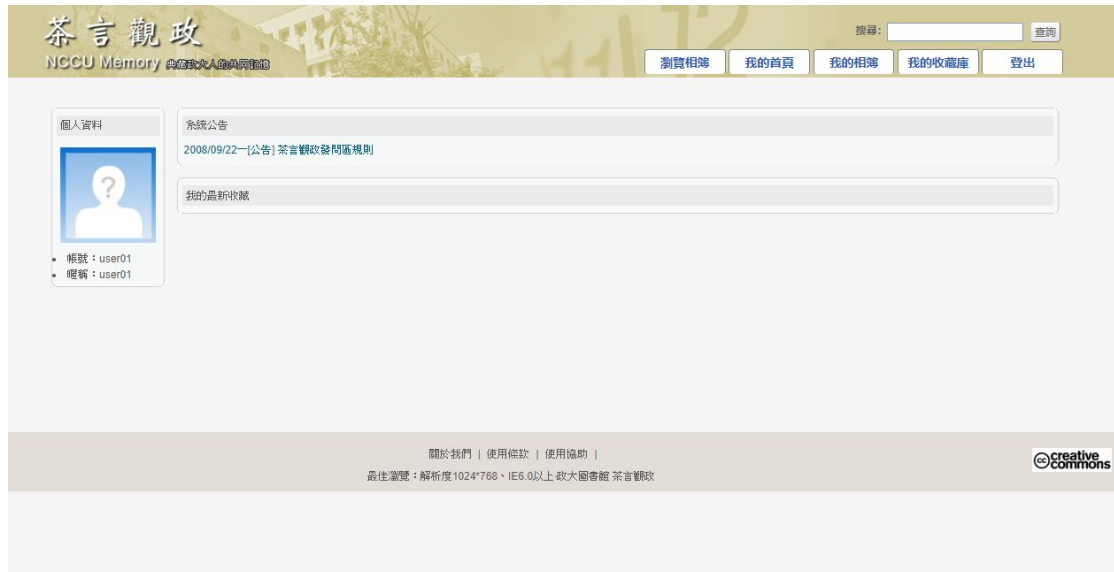 茶言觀政
NCCU Memory 典藏政大人的共同記憶
搜尋: 查詢
瀏覽相簿 我的首頁 我的相簿 我的收藏庫 登出
個人資料
?
帳號：user01
暱稱：user01
系統公告
2008/09/22—[公告] 茶言觀政發問區規則
我的最新收藏
關於我們 | 使用條款 | 使用協助 |
最佳瀏覽：解析度1024*768、IE6.0以上 政大圖書館 茶言觀政
cc creative
commons